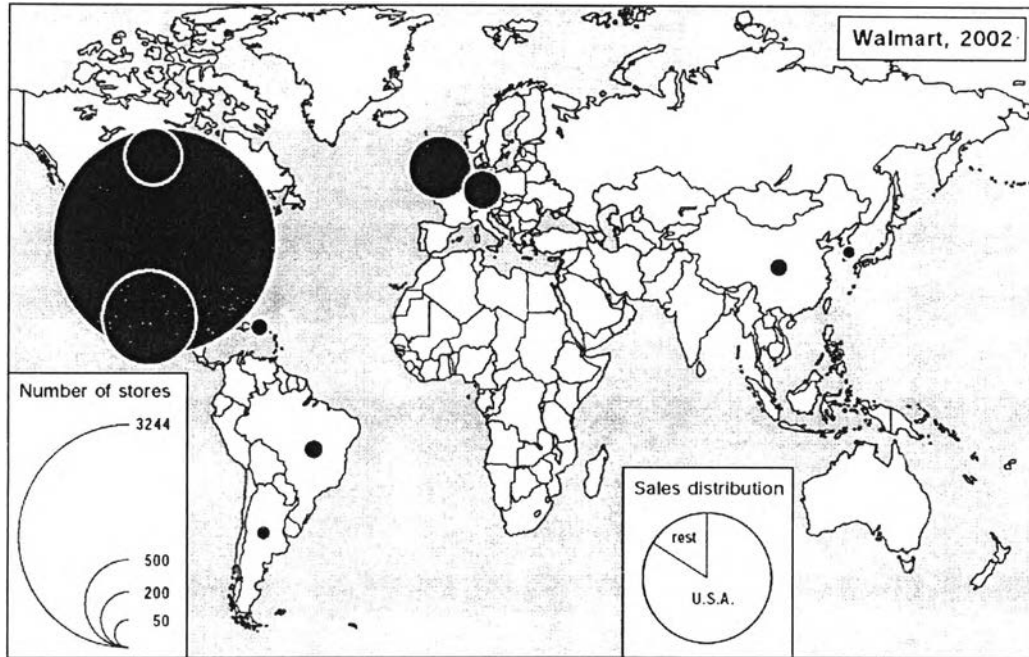 Walmart, 2002
Number of stores
3244
500
200
50
Sales distribution
rest
U.S.A.